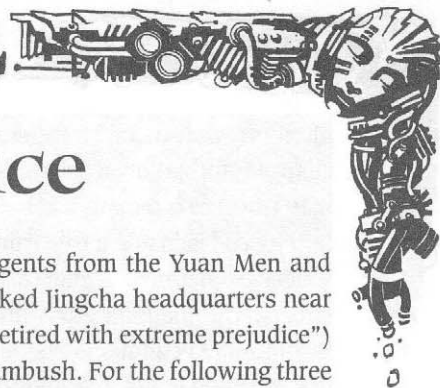 ce
gents from the Yuan Men and
ked Jingcha headquarters near
etired with extreme prejudice")
mbush. For the following three